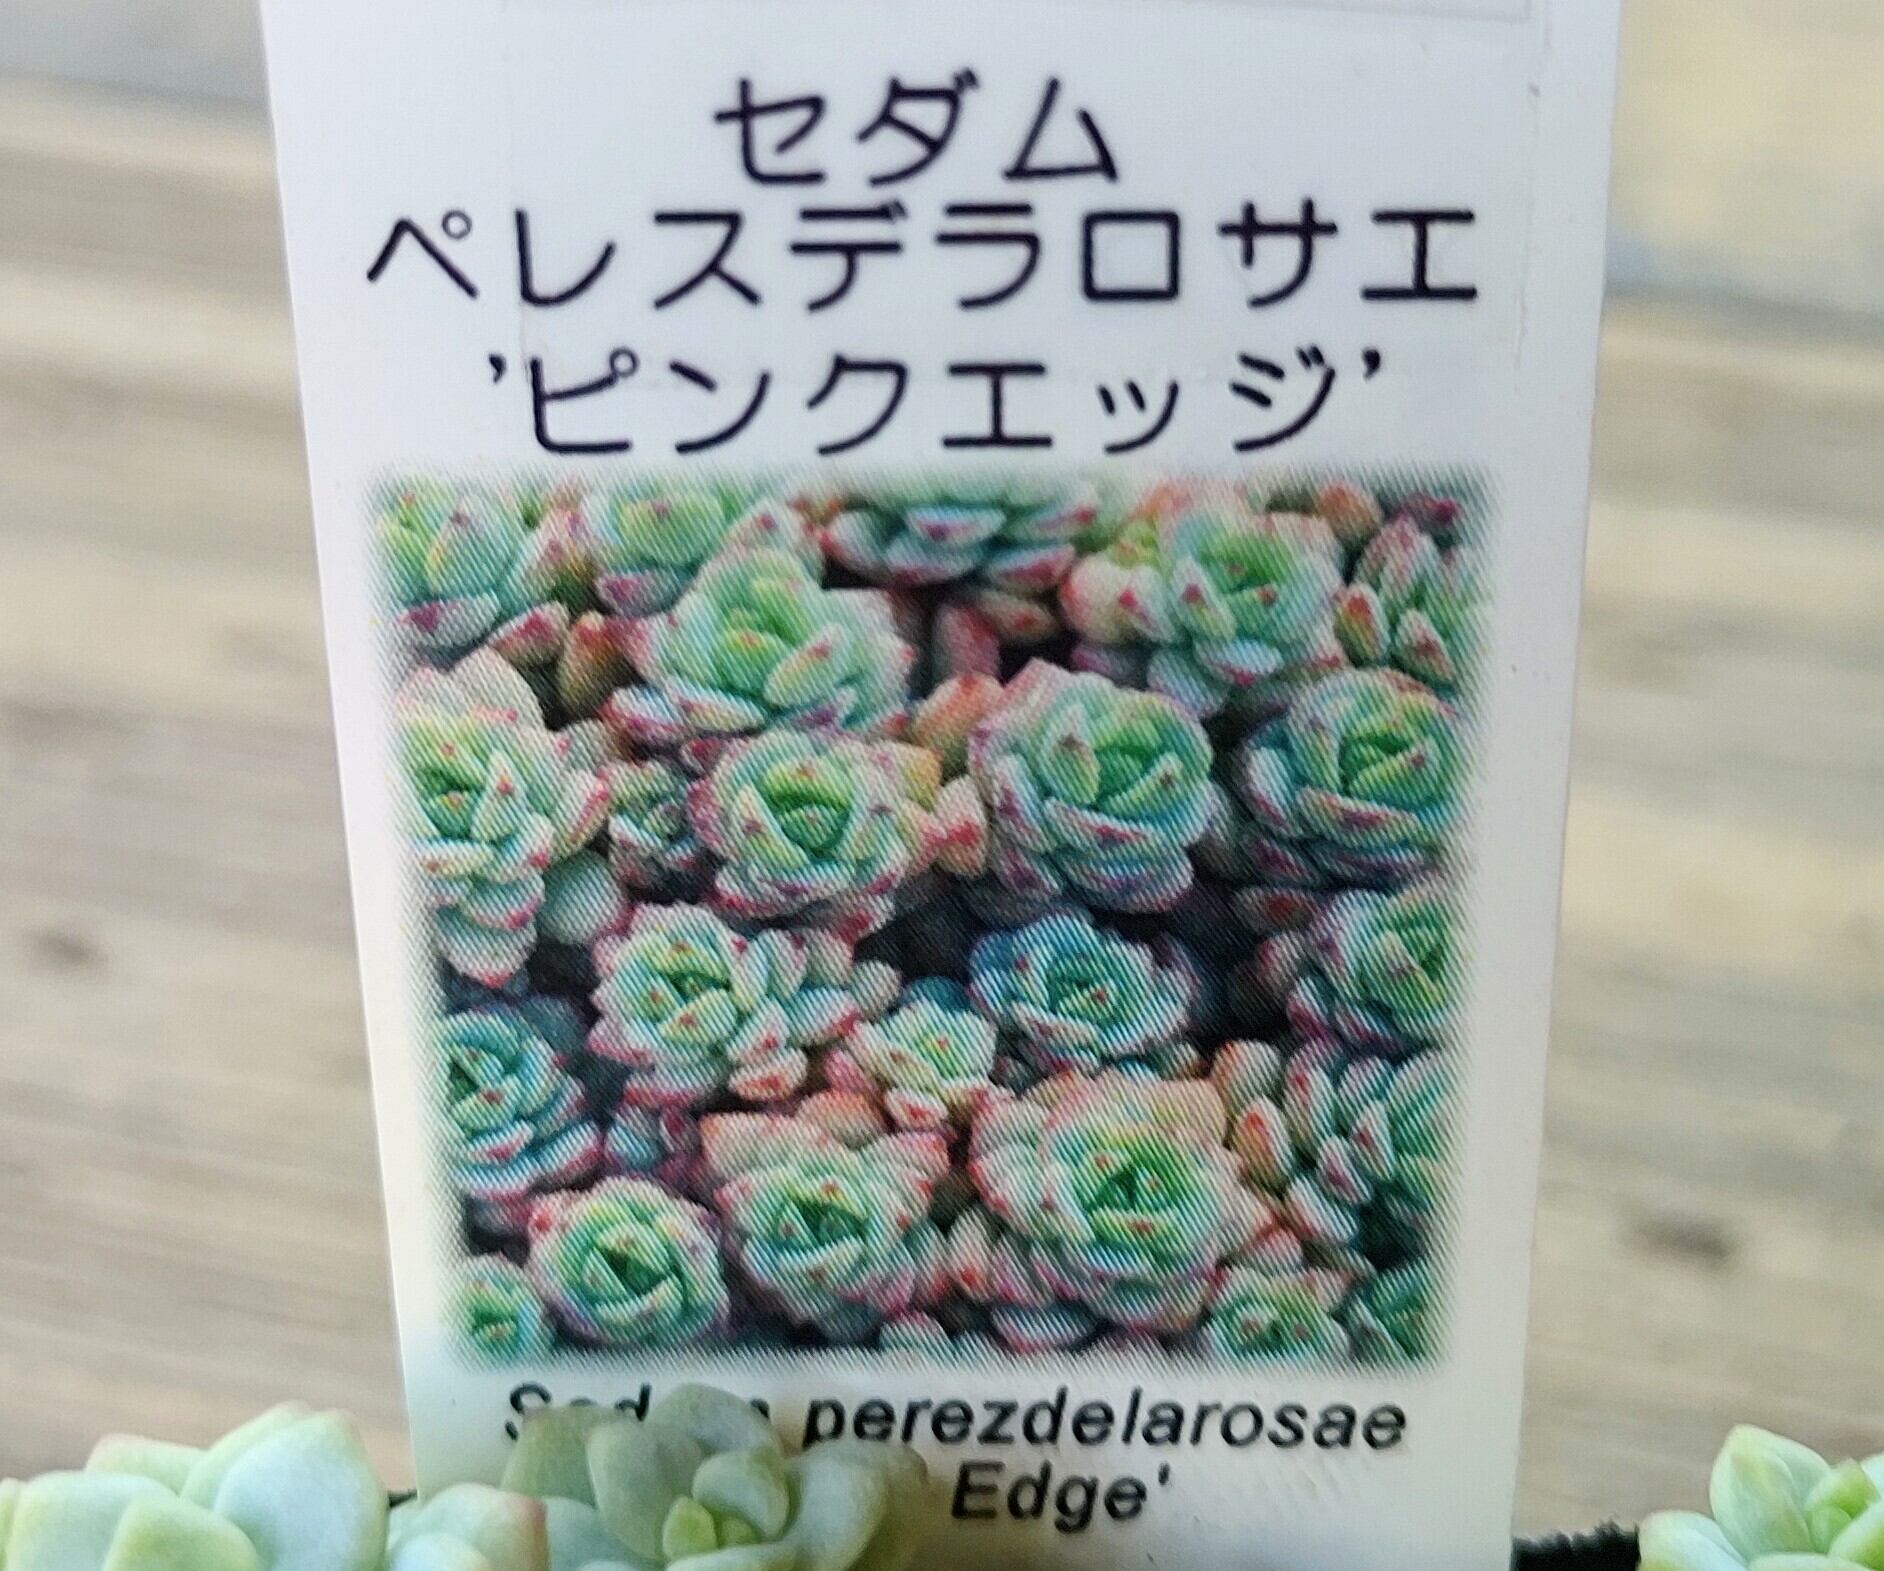 セダム
ペレスデラロサエ
'ピンクエッジ'
perezdelarosae
Edge'